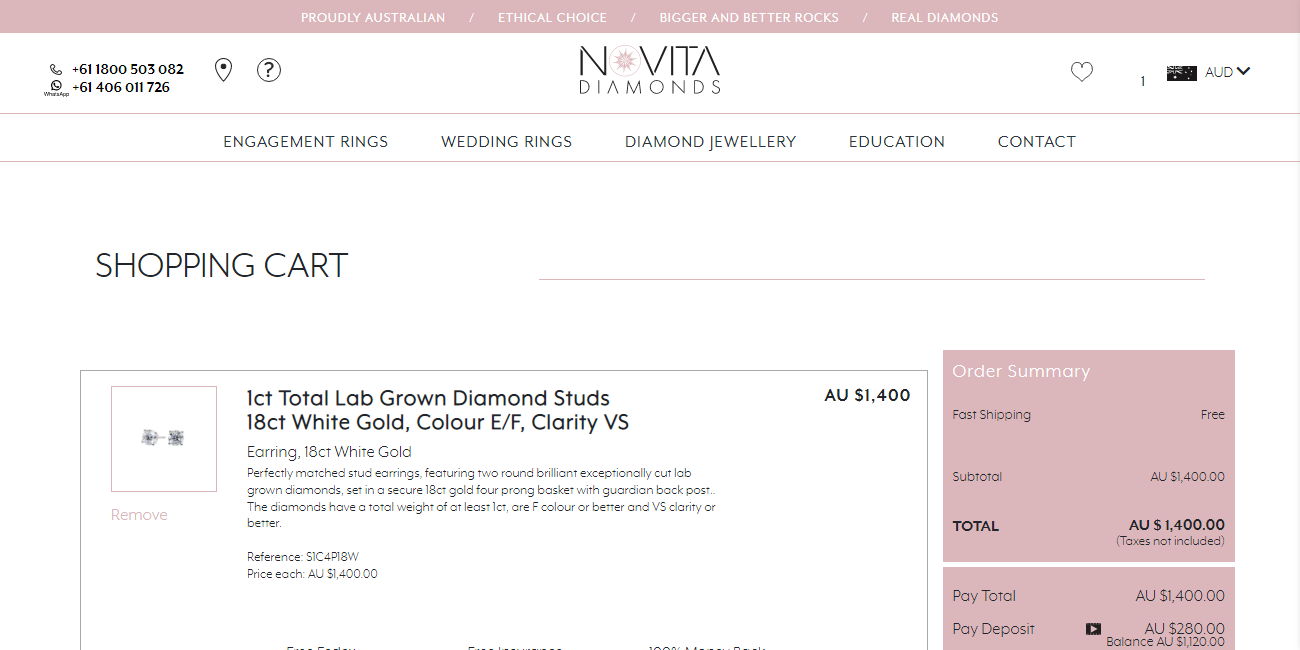 PROUDLY AUSTRALIAN / ETHICAL CHOICE / BIGGER AND BETTER ROCKS / REAL DIAMONDS
+61 1800 503 082
WhatsApp +61 406 011 726
?
NOVITA
DIAMONDS
1
AUD
ENGAGEMENT RINGS WEDDING RINGS DIAMOND JEWELLERY EDUCATION CONTACT
SHOPPING CART
1ct Total Lab Grown Diamond Studs
18ct White Gold, Colour E/F, Clarity VS
AU $1,400
Earring, 18ct White Gold
Perfectly matched stud earrings, featuring two round brilliant exceptionally cut lab
grown diamonds, set in a secure 18ct gold four prong basket with guardian back post..
The diamonds have a total weight of at least 1ct, are F colour or better and VS clarity or
better.
Remove
Reference: S1C4P18W
Price each: AU $1,400.00
Order Summary
Fast Shipping Free
Subtotal AU $1,400.00
TOTAL AU $ 1,400.00
(Taxes not included)
Pay Total AU $1,400.00
Pay Deposit AU $280.00
Balance AU $1,120.00
Free Insurance 100% Money Back